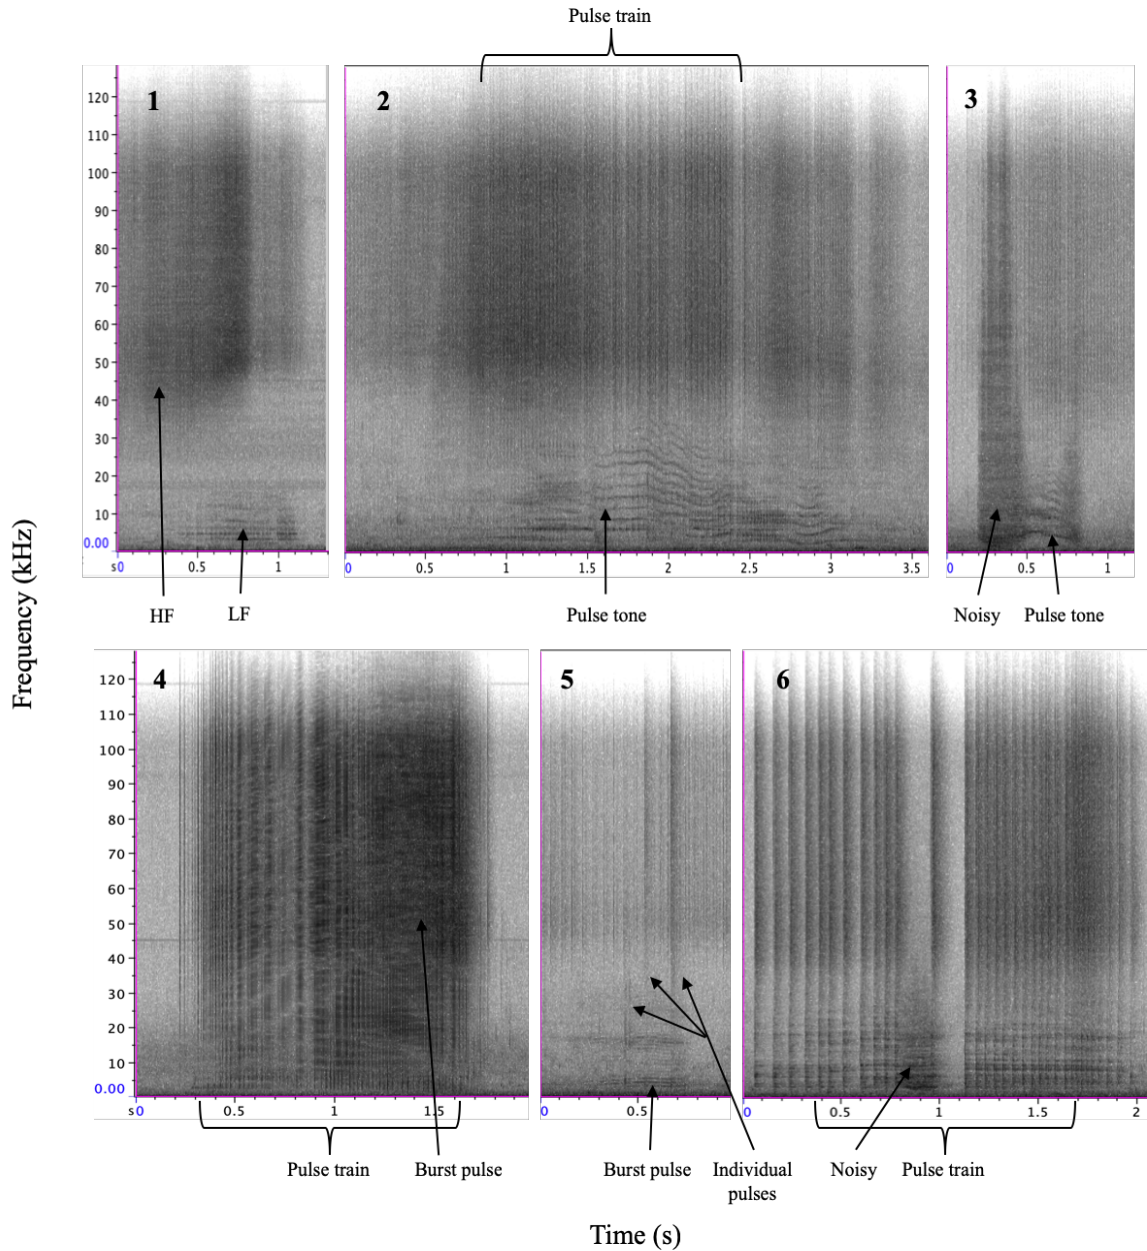 Pulse train
1
2
3
120
110
100
90
80
70
60
50
40
30
20
10
0.00
s0 0.5 1
0 0.5 1 1.5 2 2.5 3 3.5
0 0.5 1
HF
LF
Pulse tone
Noisy
Pulse tone
Frequency (kHz)
4
5
6
120
110
100
90
80
70
60
50
40
30
20
10
0.00
s0 0.5 1 1.5
0 0.5
0 0.5 1 1.5 2
Pulse train
Burst pulse
Burst pulse
Individual
pulses
Noisy
Pulse train
Time (s)